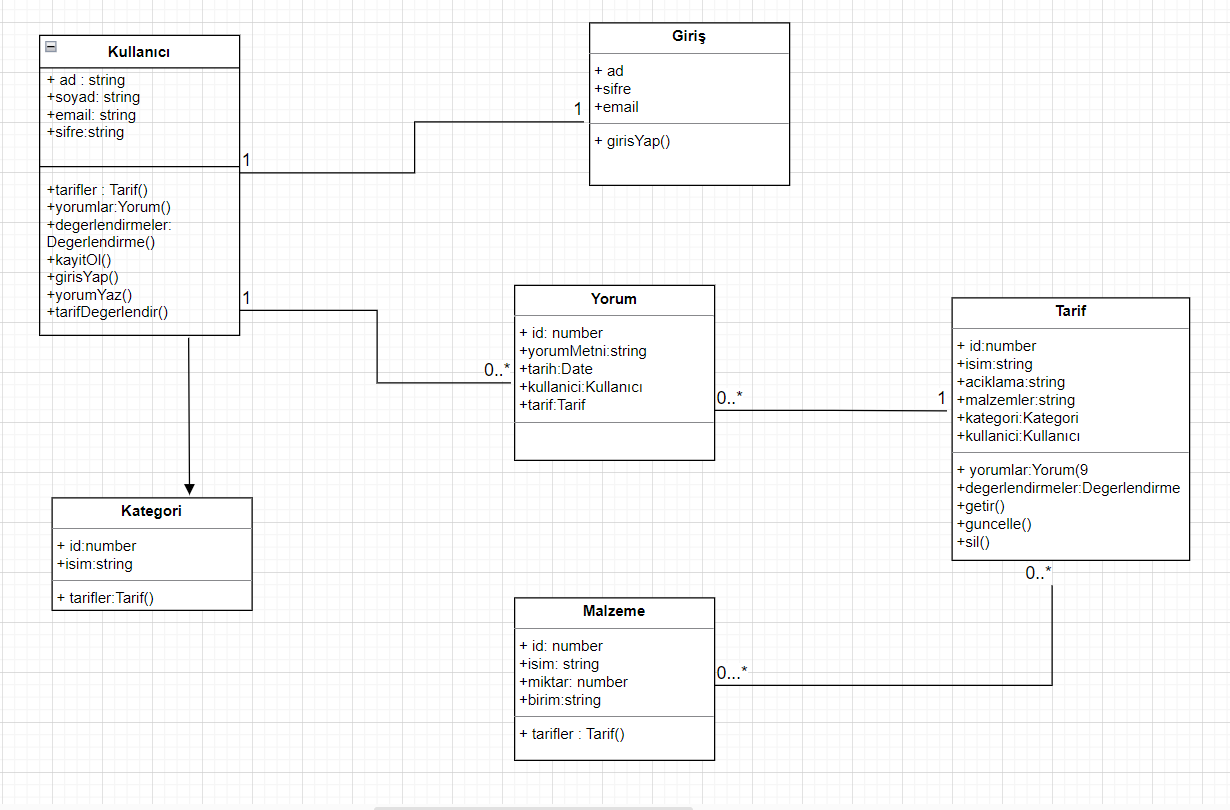 Kullanıcı
+ ad : string
+soyad: string
+email: string
+sifre:string
+tarifler : Tarif()
+yorumlar:Yorum()
+degerlendirmeler:
Degerlendirme()
+kayitOl()
+girisYap()
+yorumYaz()
+tarifDegerlendir()
1
1
Giriş
+ ad
+sifre
+email
+ girisYap()
1
Yorum
+ id: number
+yorumMetni:string
+tarih:Date
+kullanici:Kullanıcı
+tarif:Tarif
0..*
0..*
1
Tarif
+ id:number
+isim:string
+aciklama:string
+malzemler:string
+kategori:Kategori
+kullanici:Kullanıcı
+ yorumlar:Yorum(9
+degerlendirmeler:Degerlendirme
+getir()
+guncelle()
+sil()
0..*
Kategori
+ id:number
+isim:string
+ tarifler:Tarif()
Malzeme
+ id: number
+isim: string
+miktar: number
+birim:string
+ tarifler : Tarif()
0...*